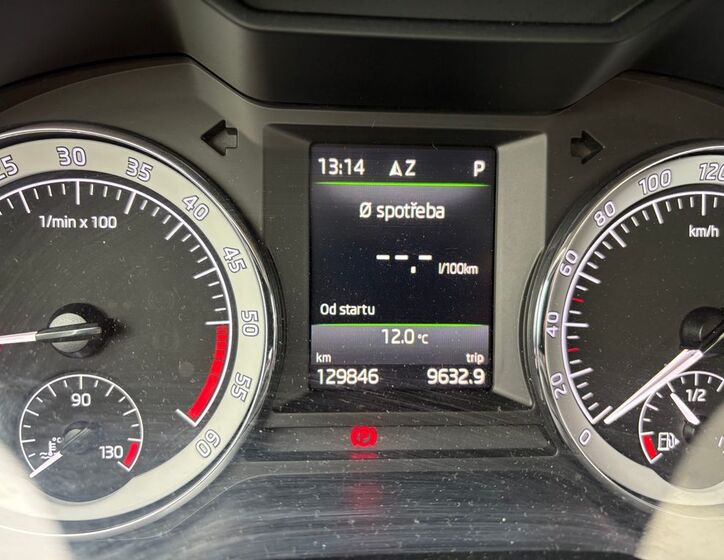 13:14 Z P
Ø spotřeba
--.- l/100km
Od startu
12.0 °C
km trip
129846 9632.9
25 30 35 40 45 50 55 60
1/min x 100
90
130
0 20 40 60 80 100 120
km/h
1/2